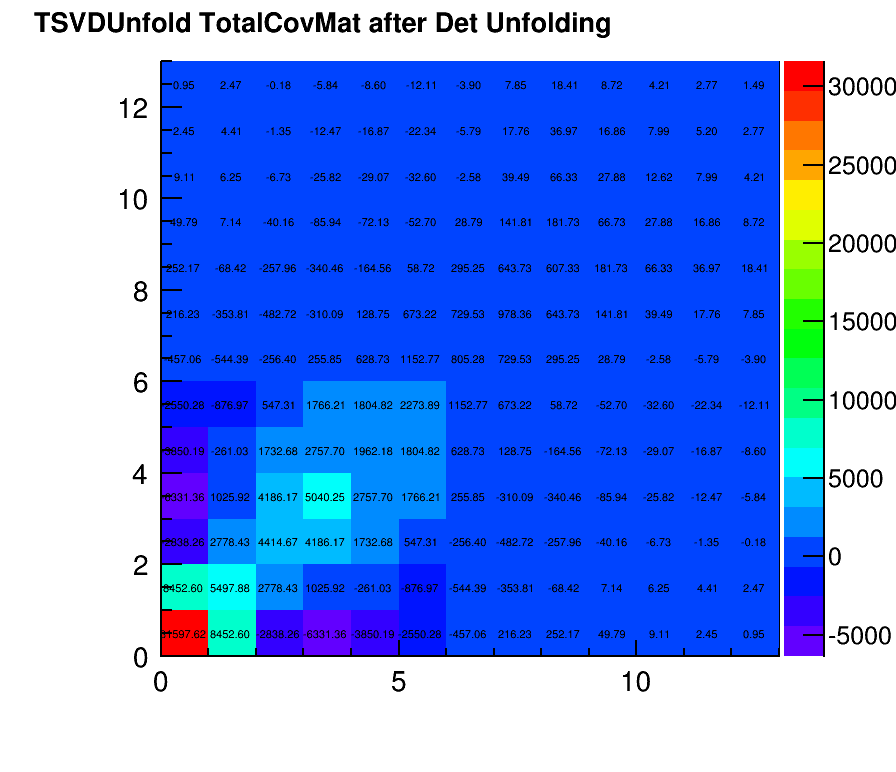 TSVDUnfold TotalCovMat after Det Unfolding
0.95 2.47 -0.18 -5.84 -8.60 -12.11 -3.90 7.85 18.41 8.72 4.21 2.77 1.49
30000
12
2.45 4.41 -1.35 -12.47 -16.87 -22.34 -5.79 17.76 36.97 16.86 7.99 5.20 2.77
25000
9.11 6.25 -6.73 -25.82 -29.07 -32.60 -2.58 39.49 66.33 27.88 12.62 7.99 4.21
10
49.79 7.14 -40.16 -85.94 -72.13 -52.70 28.79 141.81 181.73 66.73 27.88 16.86 8.72
20000
252.17 -68.42 -257.96 -340.46 -164.56 58.72 295.25 643.73 607.33 181.73 66.33 36.97 18.41
8
216.23 -353.81 -482.72 -310.09 128.75 673.22 729.53 978.36 643.73 141.81 39.49 17.76 7.85
15000
-457.06 -544.39 -256.40 255.85 628.73 1152.77 805.28 729.53 295.25 28.79 -2.58 -5.79 -3.90
6
10000
-2550.28 -876.97 547.31 1766.21 1804.82 2273.89 1152.77 673.22 58.72 -52.70 -32.60 -22.34 -12.11
-3850.19 -261.03 1732.68 2757.70 1962.18 1804.82 628.73 128.75 -164.56 -72.13 -29.07 -16.87 -8.60
4
5000
-6331.36 1025.92 4186.17 5040.25 2757.70 1766.21 255.85 -310.09 -340.46 -85.94 -25.82 -12.47 -5.84
-2838.26 2778.43 4414.67 4186.17 1732.68 547.31 -256.40 -482.72 -257.96 -40.16 -6.73 -1.35 -0.18
0
2
8452.60 5497.88 2778.43 1025.92 -261.03 -876.97 -544.39 -353.81 -68.42 7.14 6.25 4.41 2.47
31597.62 8452.60 -2838.26 -6331.36 -3850.19 -2550.28 -457.06 216.23 252.17 49.79 9.11 2.45 0.95
-5000
0
0 5 10